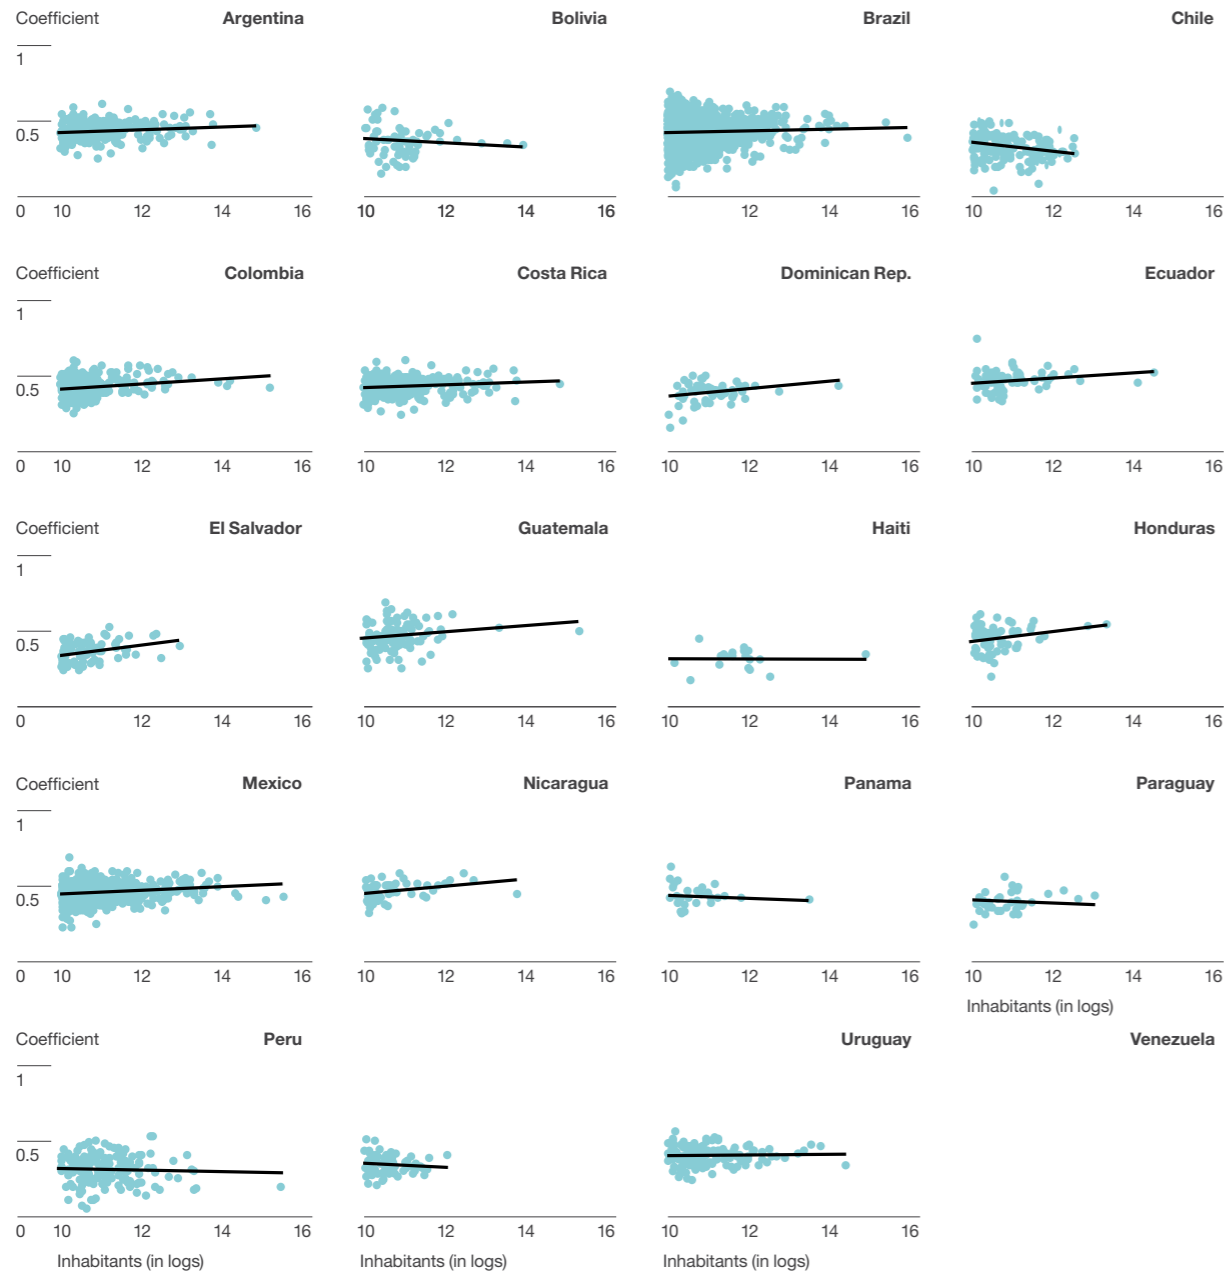 Coefficient Argentina Bolivia Brazil Chile
1
0.5
0 10 12 14 16 10 12 14 16 12 14 16 10 12 14 16
Coefficient Colombia Costa Rica Dominican Rep. Ecuador
1
0.5
0 10 12 14 16 10 12 14 16 10 12 14 16 10 12 14 16
Coefficient El Salvador Guatemala Haiti Honduras
1
0.5
0 12 14 16 10 12 14 16 10 12 14 16 10 12 14 16
Coefficient Mexico Nicaragua Panama Paraguay
1
0.5
0 10 12 14 16 10 12 14 16 10 12 14 16 10 12 14 16
Inhabitants (in logs)
Coefficient Peru Uruguay Venezuela
1
0.5
0 10 12 14 16 10 12 14 16 10 12 14 16
Inhabitants (in logs) Inhabitants (in logs) Inhabitants (in logs)